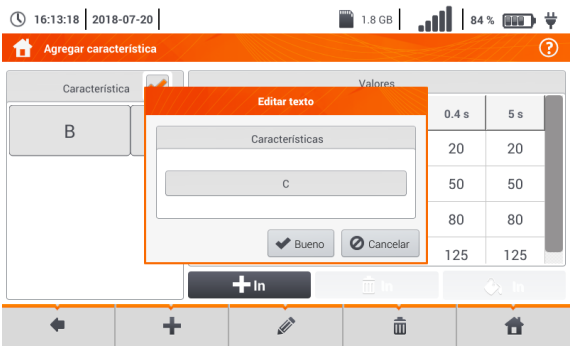 16:13:18 2018-07-20 1.8 GB 84 %
Agregar característica
Característica Valores
Editar texto
0.4 s 5 s
B
Características
20 20
C
50 50
80 80
Bueno Cancelar
125 125
In In In